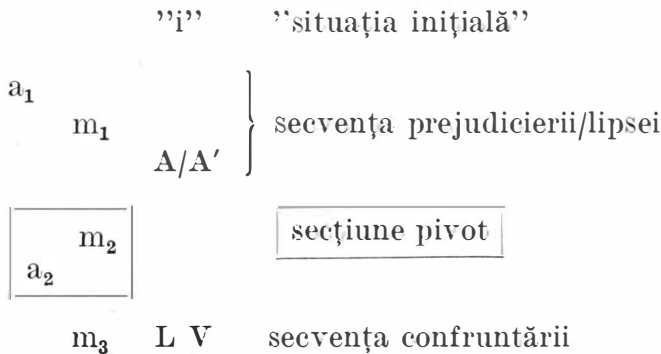 ''i'' ''situația inițială''
a₁
m₁ secvența prejudicierii/lipsei
A/A′
m₂ secțiune pivot
a₂
m₃ L V secvența confruntării